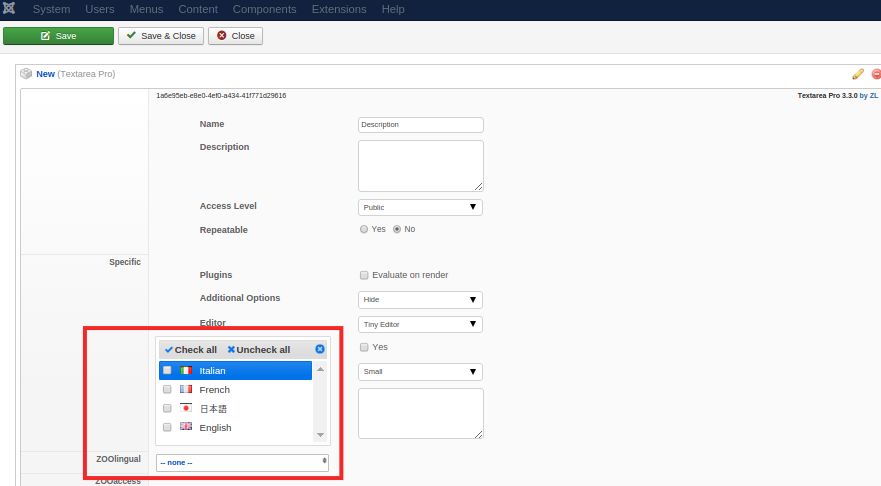 System Users Menus Content Components Extensions Help
Save Save & Close Close
New (Textarea Pro)
1a6e95eb-e8e0-4ef0-a434-41f771d29616 Textarea Pro 3.3.0 by ZL
Name Description
Description
Access Level Public
Repeatable Yes No
Specific
Plugins Evaluate on render
Additional Options Hide
Editor Tiny Editor
Yes
Check all Uncheck all
Italian Small
French
日本語
English
ZOOlingual -- none --
ZOOaccess